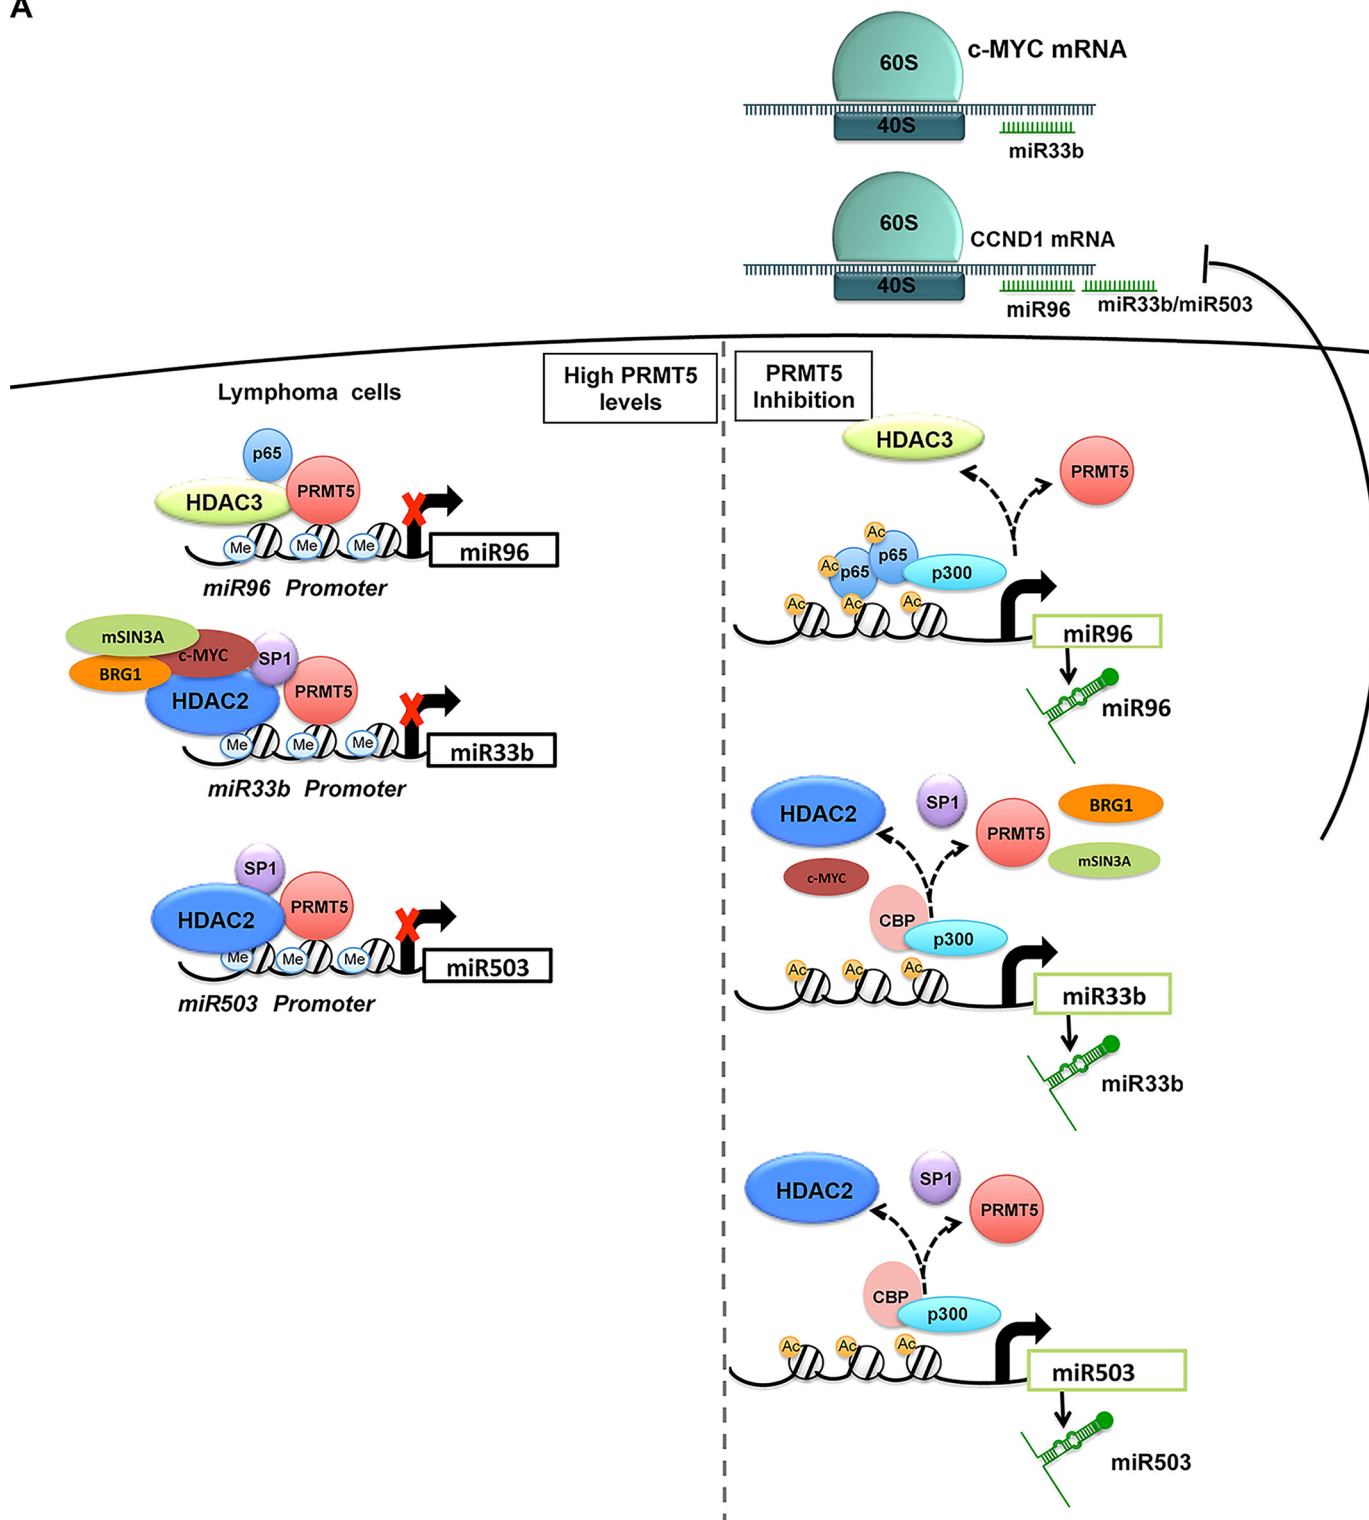 A
60S
c-MYC mRNA
40S
miR33b
60S
CCND1 mRNA
40S
miR96
miR33b/miR503
Lymphoma cells
High PRMT5
levels
PRMT5
Inhibition
p65
HDAC3
PRMT5
Me
Me
Me
miR96
miR96 Promoter
mSIN3A
c-MYC
SP1
BRG1
HDAC2
PRMT5
Me
Me
Me
miR33b
miR33b Promoter
SP1
HDAC2
PRMT5
Me
Me
Me
miR503
miR503 Promoter
HDAC3
PRMT5
Ac
p65
Ac
p65
p300
Ac
Ac
Ac
miR96
miR96
HDAC2
SP1
PRMT5
BRG1
mSIN3A
c-MYC
CBP
p300
Ac
Ac
Ac
miR33b
miR33b
HDAC2
SP1
PRMT5
CBP
p300
Ac
Ac
Ac
miR503
miR503